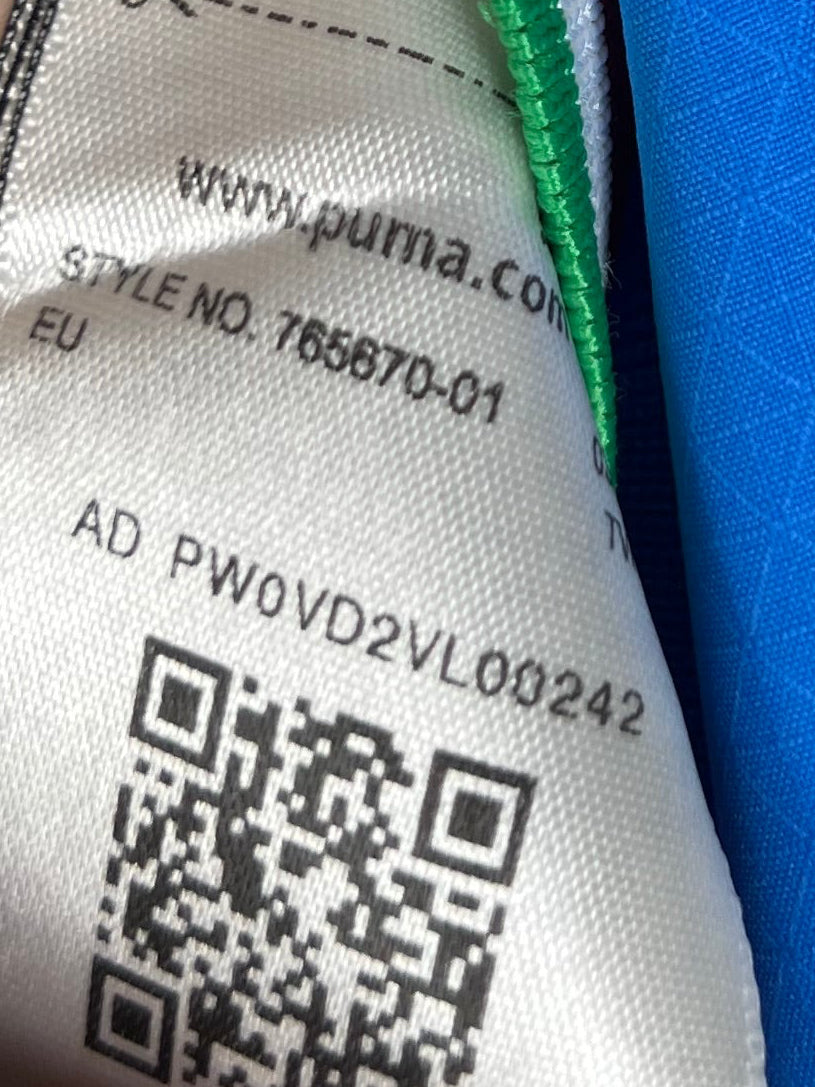 www.puma.com
STYLE NO. 765670-01
EU
AD PW0VD2VL00242